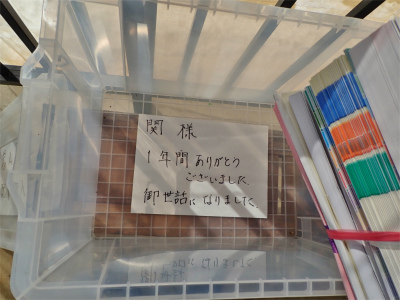 関様
1年間ありがとう
ございました。
御世話になりました。